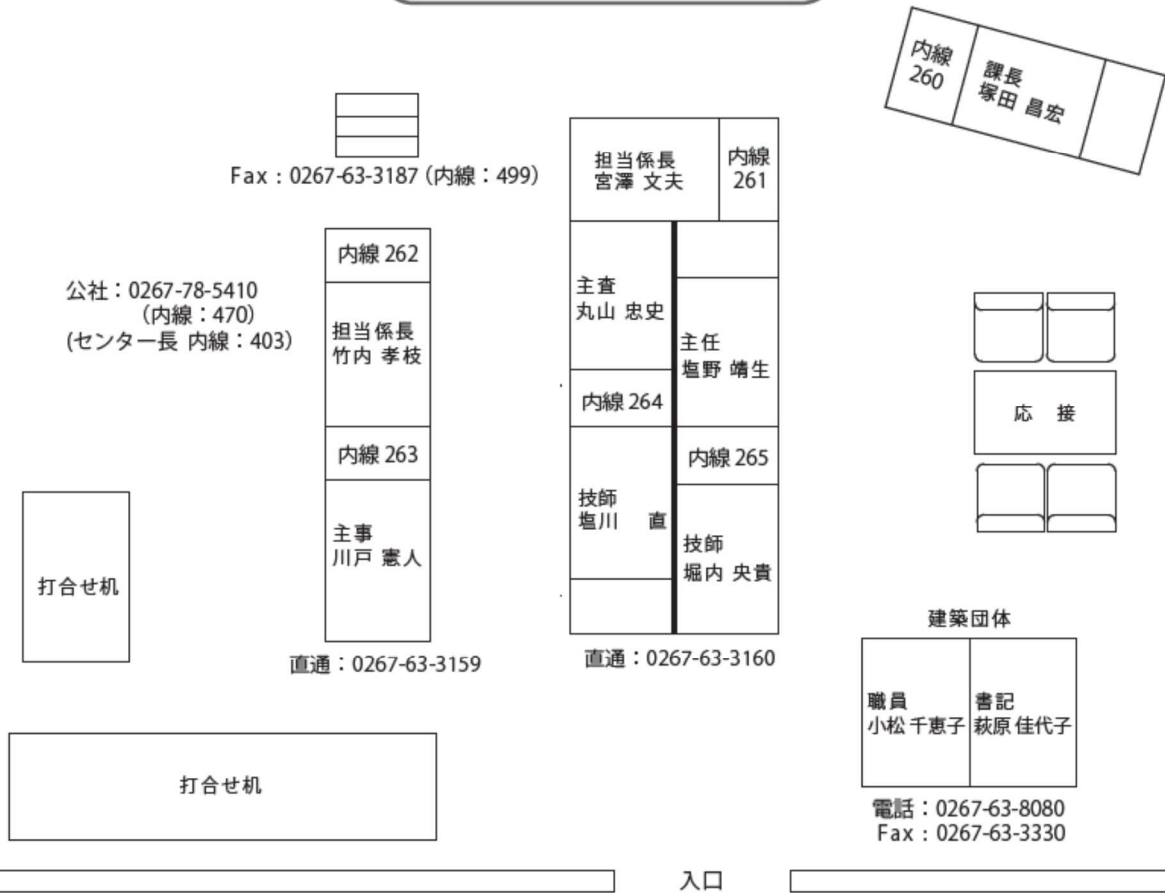 内線
260
課長
塚田 昌宏
Fax：0267-63-3187（内線：499）
担当係長
宮澤 文夫
内線
261
公社：0267-78-5410
（内線：470）
(センター長 内線：403）
内線 262
担当係長
竹内 孝枝
内線 263
主事
川戸 憲人
直通：0267-63-3159
主査
丸山 忠史
内線 264
技師
塩川　直
主任
塩野 靖生
内線 265
技師
堀内 央貴
直通：0267-63-3160
応　接
打合せ机
打合せ机
建築団体
職員
小松 千恵子
書記
萩原 佳代子
電話：0267-63-8080
Fax：0267-63-3330
入口